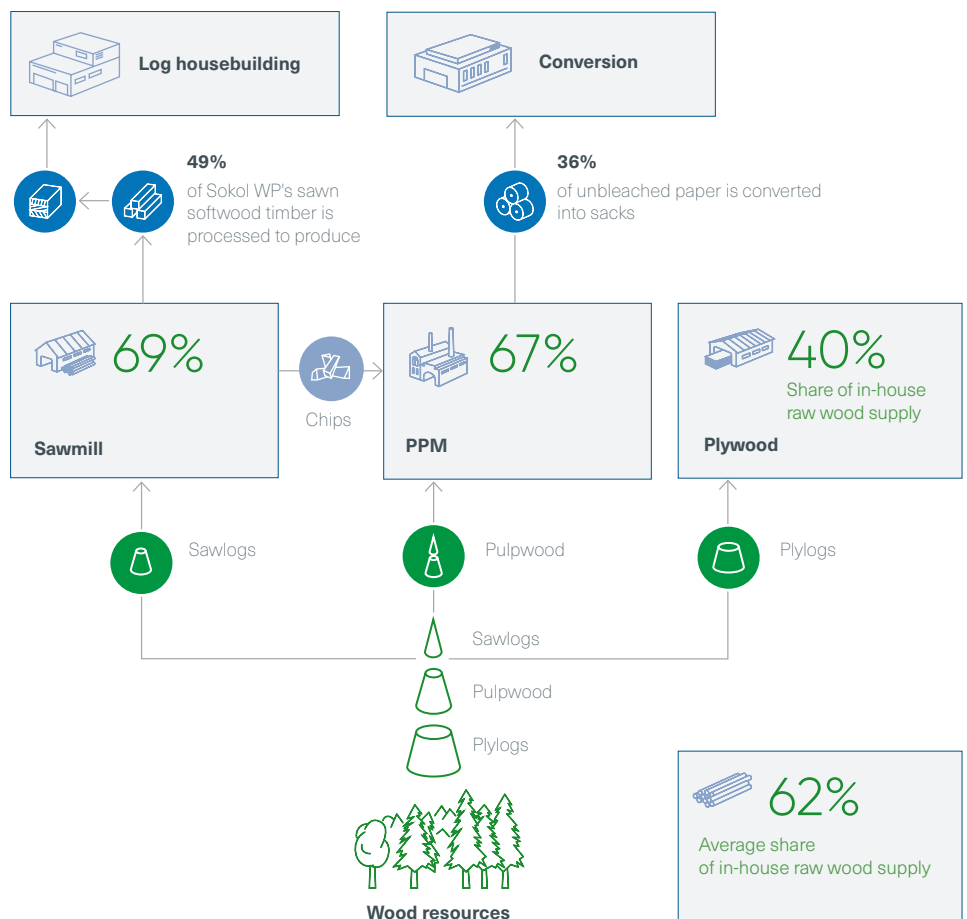 Log housebuilding
Conversion
49%
of Sokol WP's sawn
softwood timber is
processed to produce
36%
of unbleached paper is converted
into sacks
69%
Sawmill
Chips
67%
PPM
40%
Share of in-house
raw wood supply
Plywood
Sawlogs
Pulpwood
Plylogs
Sawlogs
Pulpwood
Plylogs
Wood resources
62%
Average share
of in-house raw wood supply